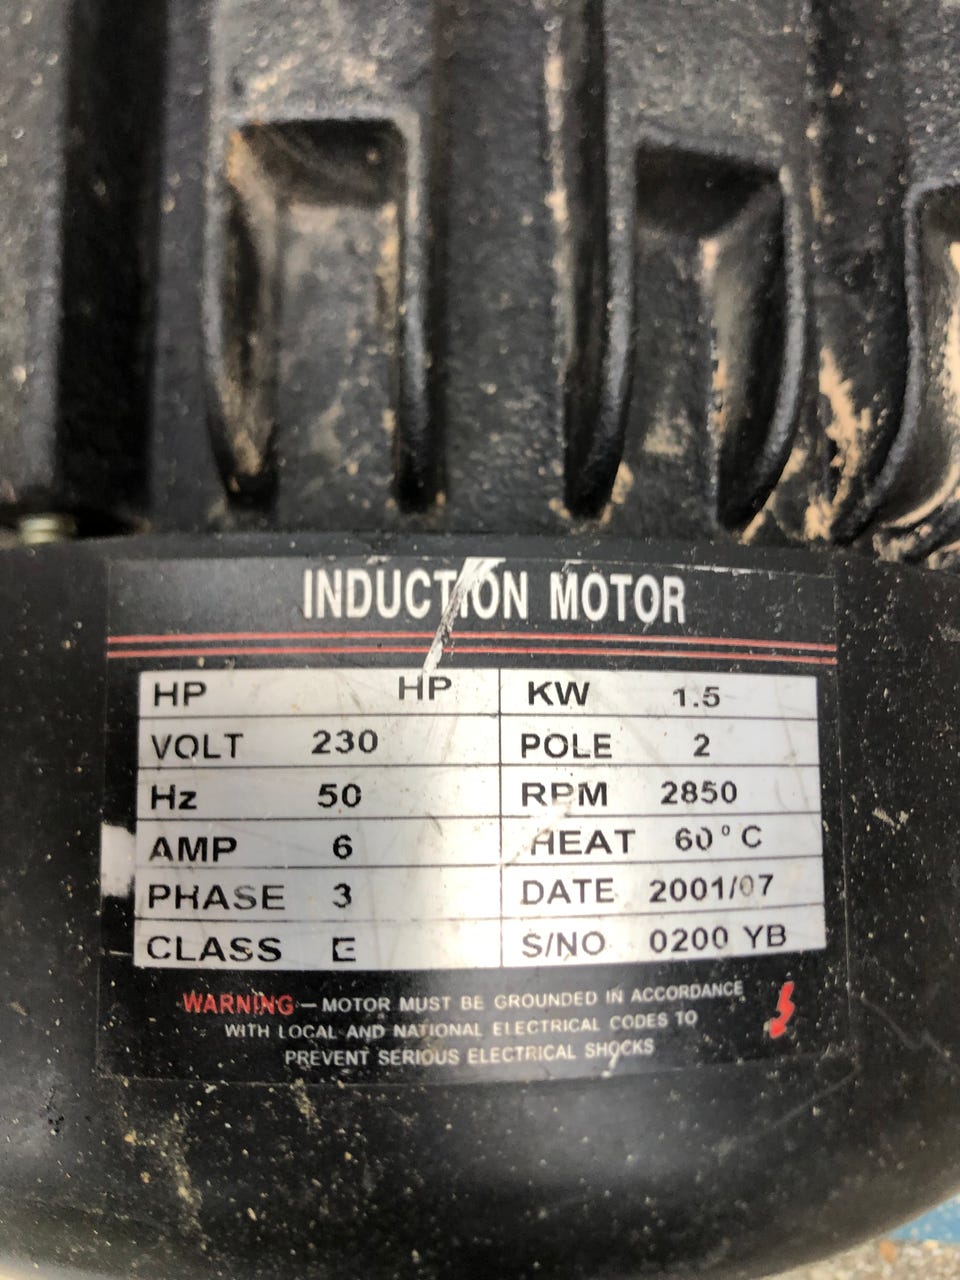 INDUCTION MOTOR
HP HP KW 1.5
VOLT 230 POLE 2
Hz 50 RPM 2850
AMP 6 HEAT 60°C
PHASE 3 DATE 2001/07
CLASS E S/NO 0200 YB
WARNING — MOTOR MUST BE GROUNDED IN ACCORDANCE
WITH LOCAL AND NATIONAL ELECTRICAL CODES TO
PREVENT SERIOUS ELECTRICAL SHOCKS